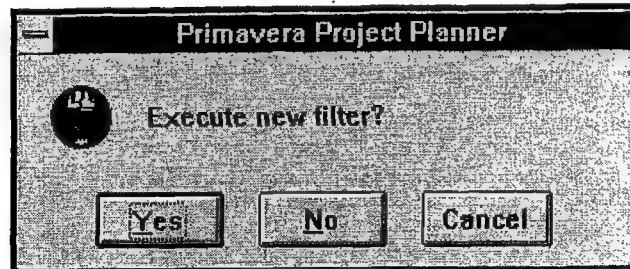 Primavera Project Planner
Execute new filter?
Yes No Cancel